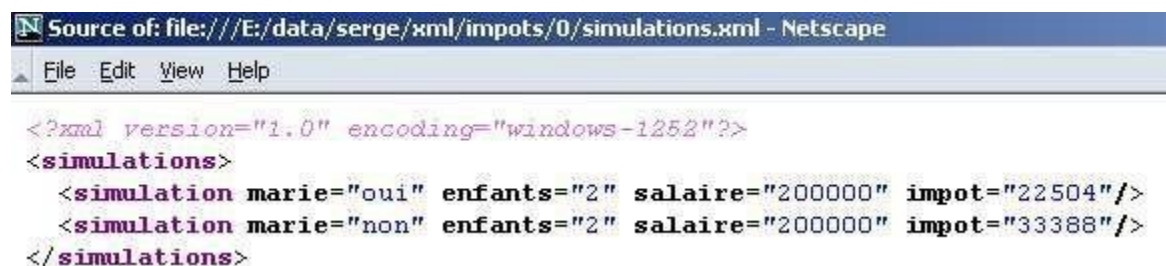 Source of: file:///E:/data/serge/xml/impots/0/simulations.xml - Netscape
File Edit View Help
<?xml version="1.0" encoding="windows-1252"?>
<simulations>
<simulation marie="oui" enfants="2" salaire="200000" impot="22504"/>
<simulation marie="non" enfants="2" salaire="200000" impot="33388"/>
</simulations>